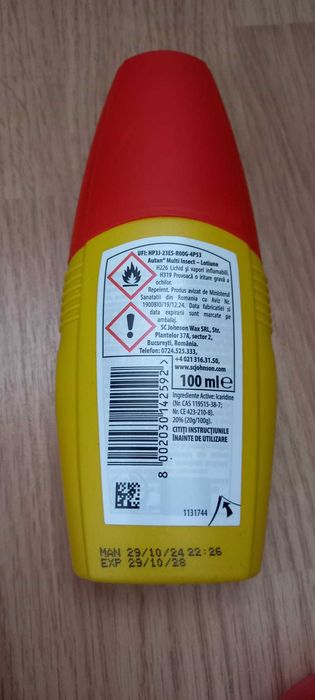 UFI: HP3J-23E5-R00G-4P53
Autan® Multi Insect – Lotiune
H226 Lichid și vapori inflamabili.
H319 Provoacă o iritare gravă a
ochilor.
Repelent. Produs avizat de Ministerul
Sanatatii din Romania cu Aviz Nr.
1900BIO/19/12.24. Data fabricatiei si
data expirarii sunt marcate pe
ambalaj.
SC Johnson Wax SRL, Str.
Plantelor 37A, sector 2,
București, România.
Telefon: 0724.525.333,
+4 021 316.31.50,
www.scjohnson.com
100 ml e
Ingrediente Active: Icaridine
(Nr. CAS 119515-38-7;
Nr. CE 423-210-8).
20% (20g/100g).
CITIȚI INSTRUCȚIUNILE
ÎNAINTE DE UTILIZARE
8 002030 142592 >
1131744
MAN 29/10/24 22:26
EXP 29/10/28